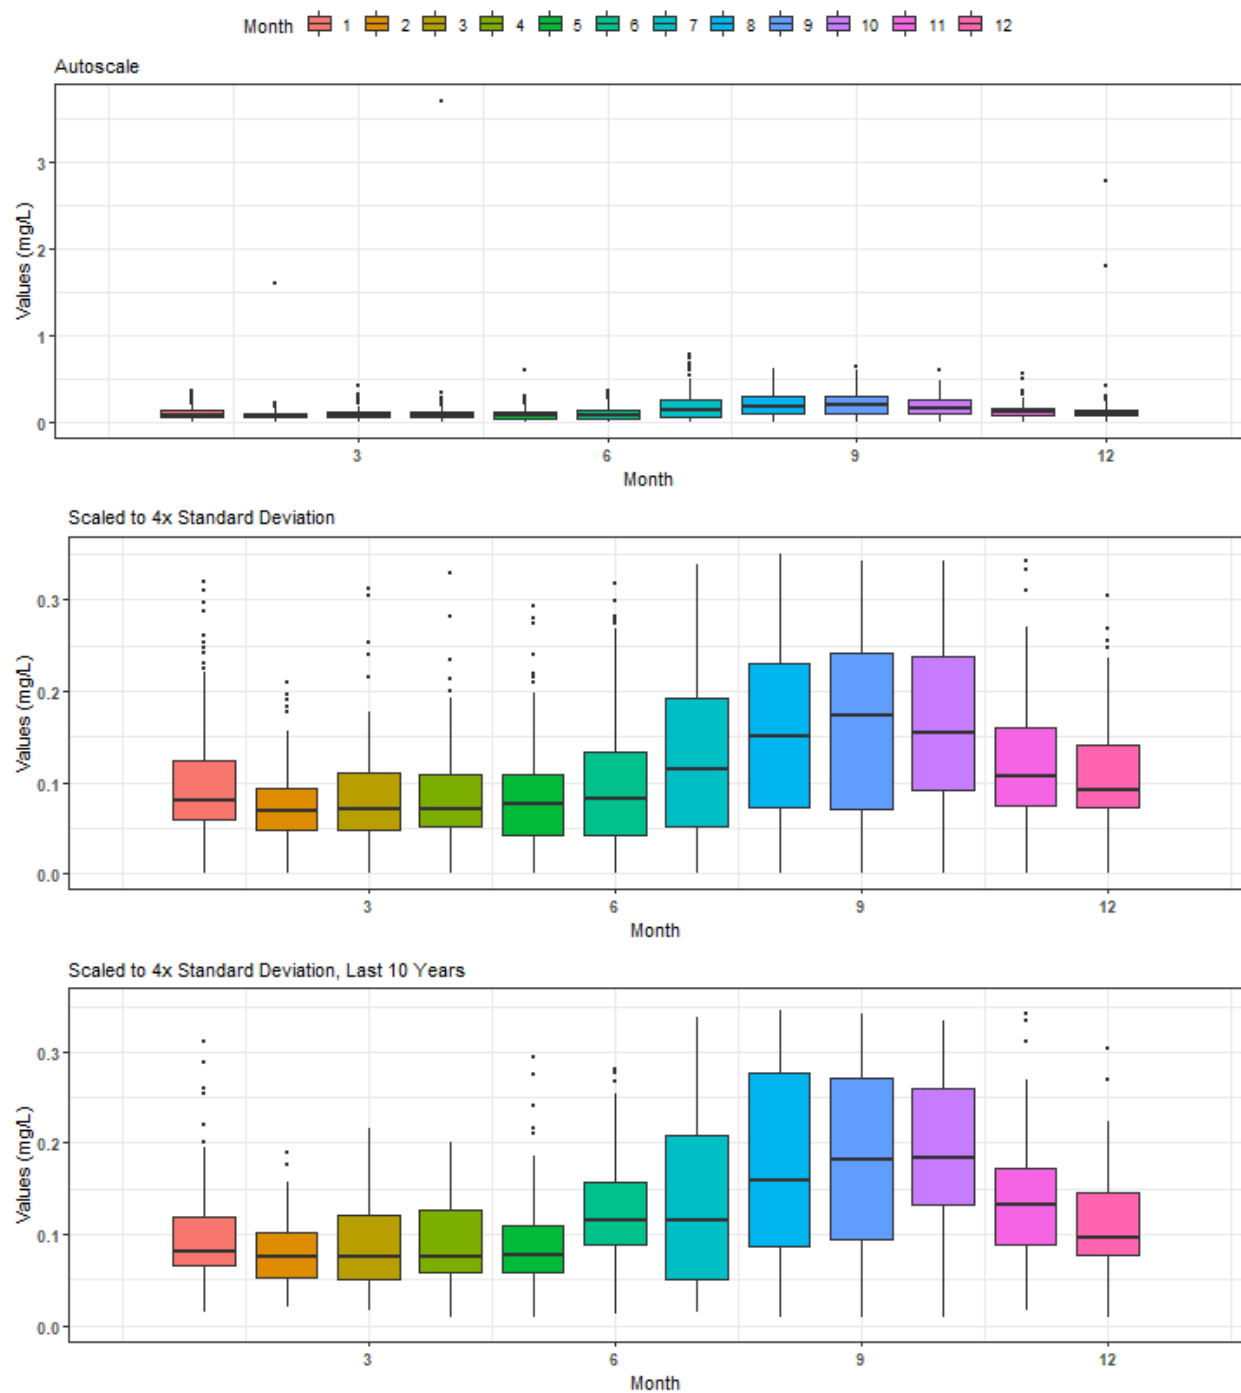 Month 1 2 3 4 5 6 7 8 9 10 11 12
Autoscale
Values (mg/L)
3
2
1
0
3 6 9 12
Month
Scaled to 4x Standard Deviation
Values (mg/L)
0.3
0.2
0.1
0.0
3 6 9 12
Month
Scaled to 4x Standard Deviation, Last 10 Years
Values (mg/L)
0.3
0.2
0.1
0.0
3 6 9 12
Month